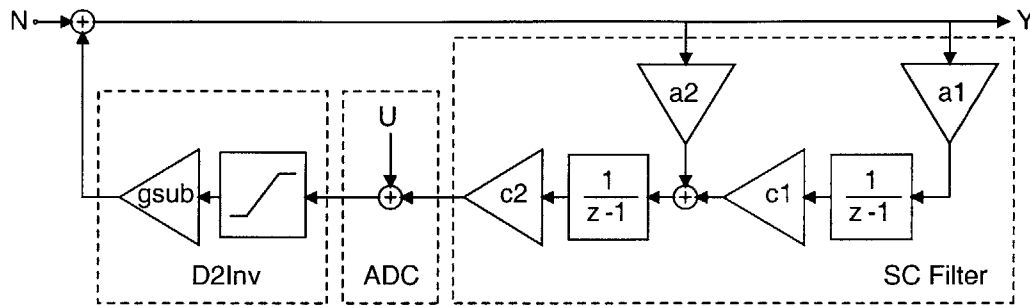 N
Y
a2
a1
U
gsub
c2
1
z-1
c1
1
z-1
D2Inv
ADC
SC Filter